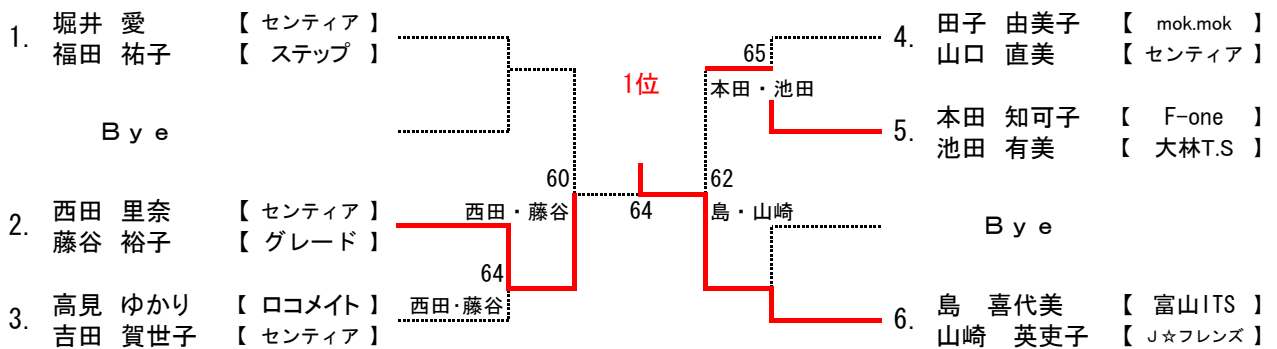 1. 堀井 愛 【 センティア 】
福田 祐子 【 ステップ 】
Bye
2. 西田 里奈 【 センティア 】
藤谷 裕子 【 グレード 】
3. 高見 ゆかり 【 ロコメイト 】
吉田 賀世子 【 センティア 】
64
西田・藤谷
60
西田・藤谷
1位
64
65
本田・池田
62
島・山崎
4. 田子 由美子 【 mok.mok 】
山口 直美 【 センティア 】
5. 本田 知可子 【 F-one 】
池田 有美 【 大林T.S 】
Bye
6. 島 喜代美 【 富山ITS 】
山崎 英吏子 【 J☆フレンズ 】